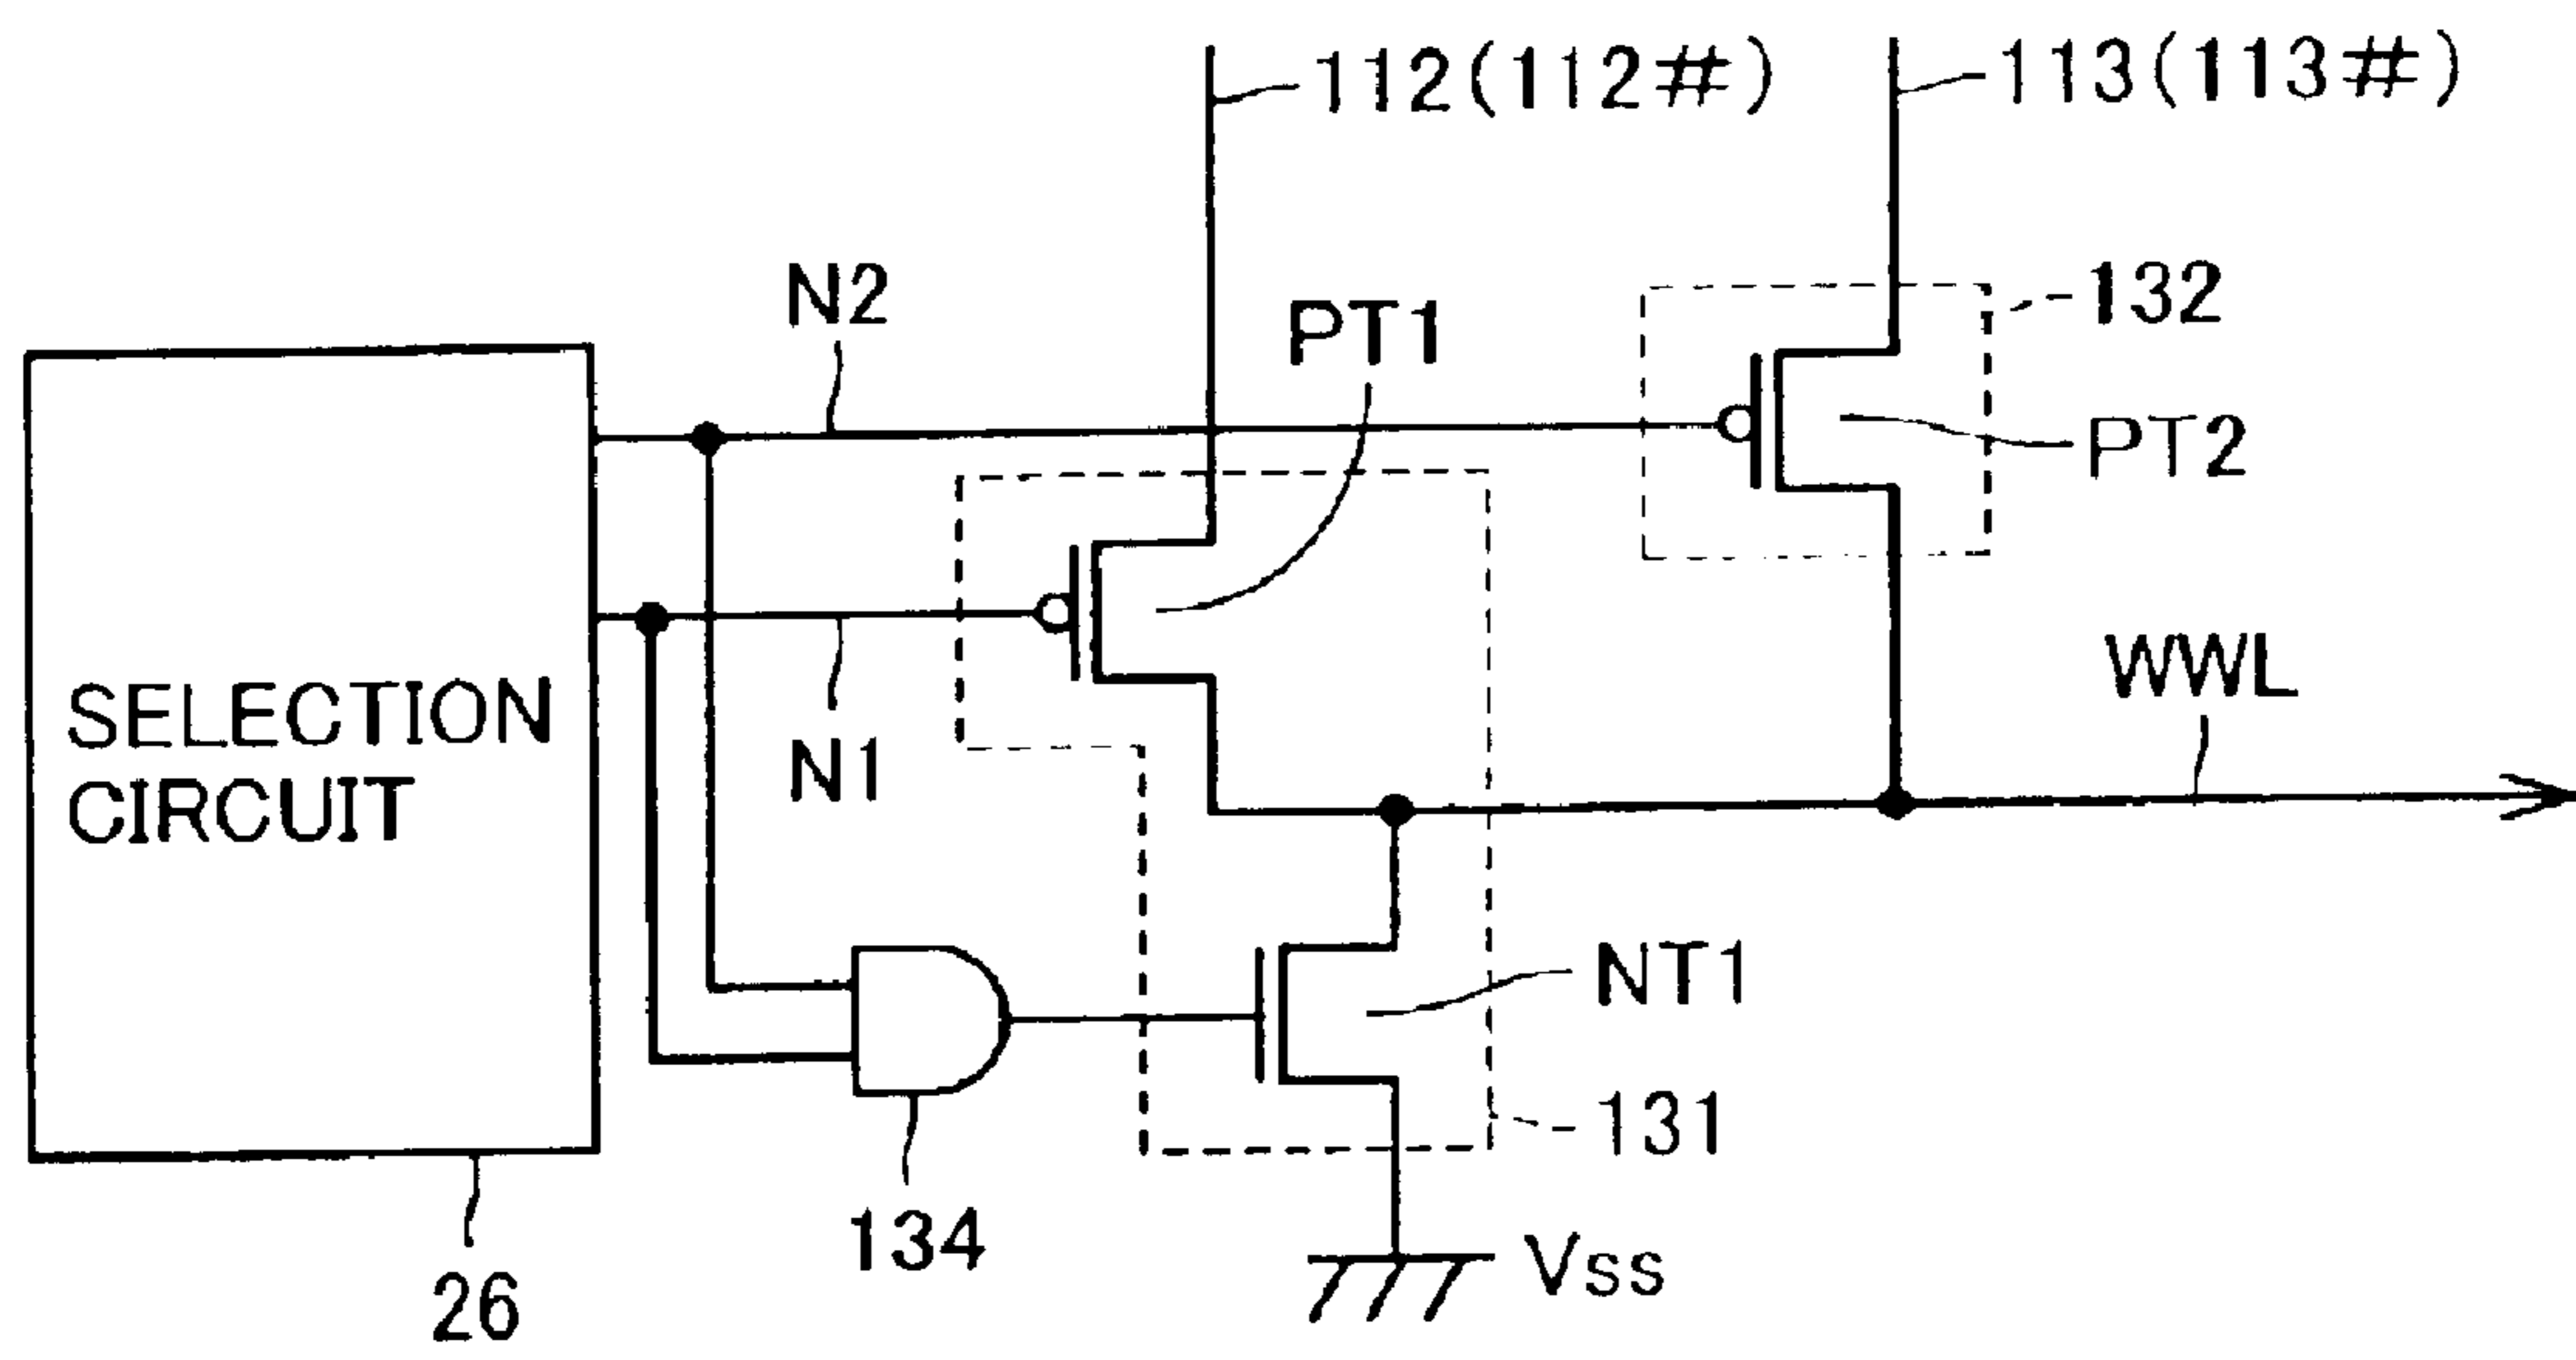 112(112#)
113(113#)
N2
PT1
132
PT2
SELECTION
CIRCUIT
N1
WWL
NT1
131
134
Vss
26